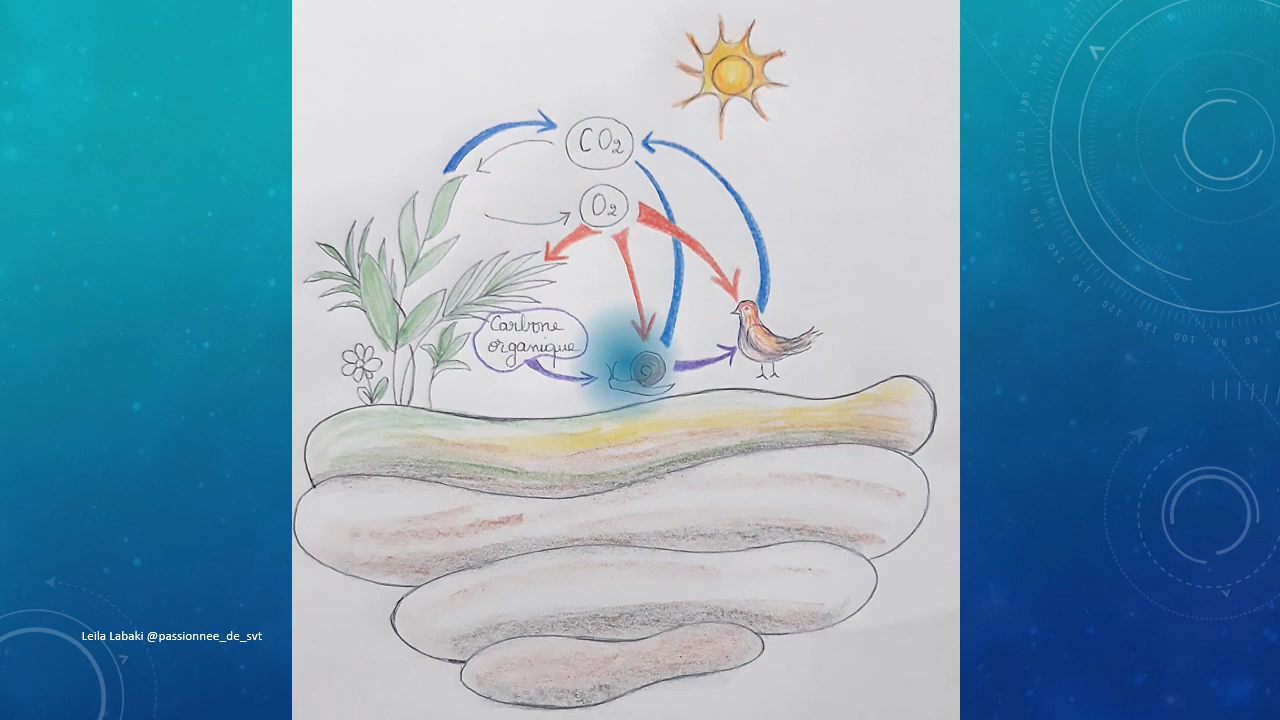 CO₂
O₂
Carbone
organique
Leila Labaki @passionnee_de_svt